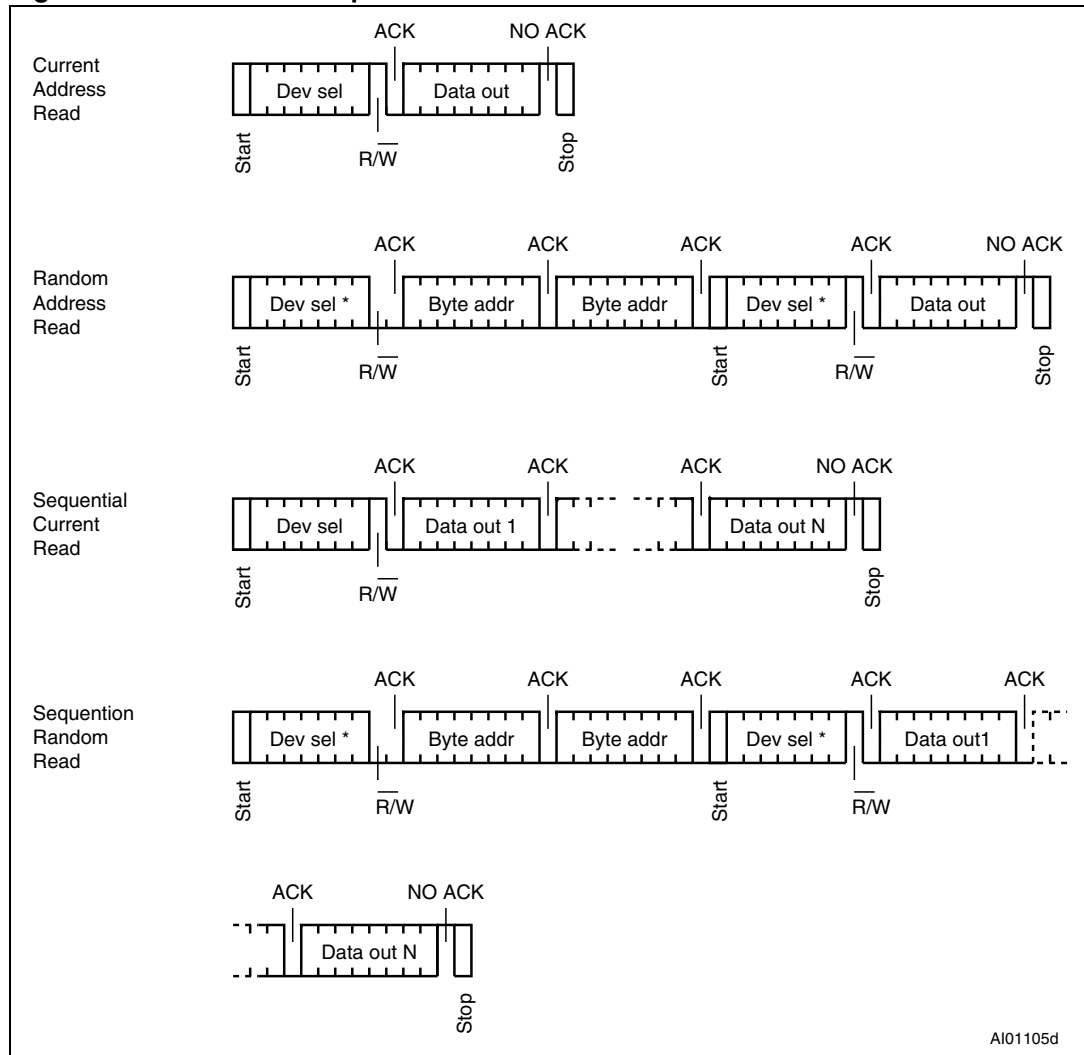 ACK NO ACK
Current
Address
Read
Dev sel Data out
Start R/W Stop
ACK ACK ACK ACK NO ACK
Random
Address
Read
Dev sel * Byte addr Byte addr Dev sel * Data out
Start R/W Start R/W Stop
ACK ACK ACK NO ACK
Sequential
Current
Read
Dev sel Data out 1 Data out N
Start R/W Stop
ACK ACK ACK ACK ACK
Sequention
Random
Read
Dev sel * Byte addr Byte addr Dev sel * Data out1
Start R/W Start R/W
ACK NO ACK
Data out N
Stop
AI01105d